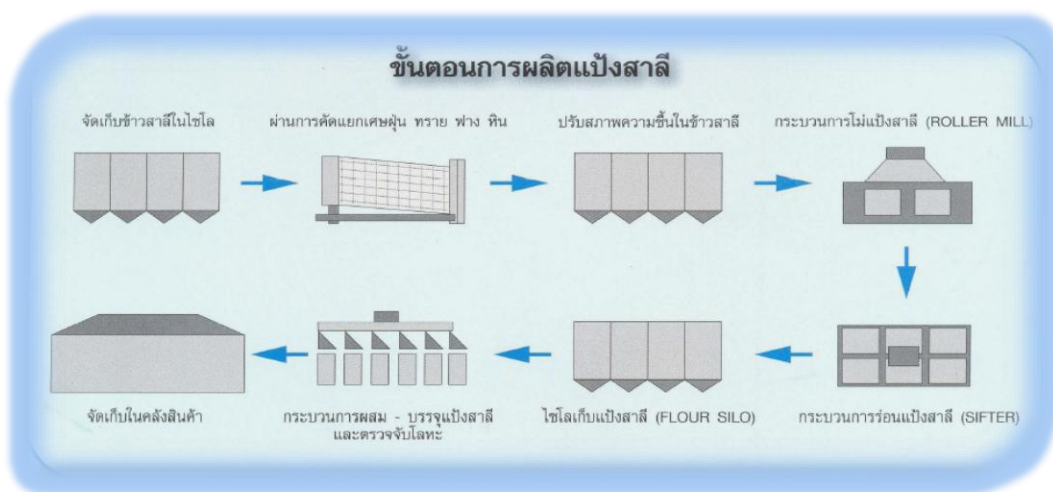 ขั้นตอนการผลิตแป้งสาลี
จัดเก็บข้าวสาลีในไซโล
ผ่านการคัดแยกเศษฝุ่น ทราย ฟาง หิน
ปรับสภาพความชื้นในข้าวสาลี
กระบวนการโม่แป้งสาลี (ROLLER MILL)
กระบวนการร่อนแป้งสาลี (SIFTER)
ไซโลเก็บแป้งสาลี (FLOUR SILO)
กระบวนการผสม - บรรจุแป้งสาลี
และตรวจจับโลหะ
จัดเก็บในคลังสินค้า